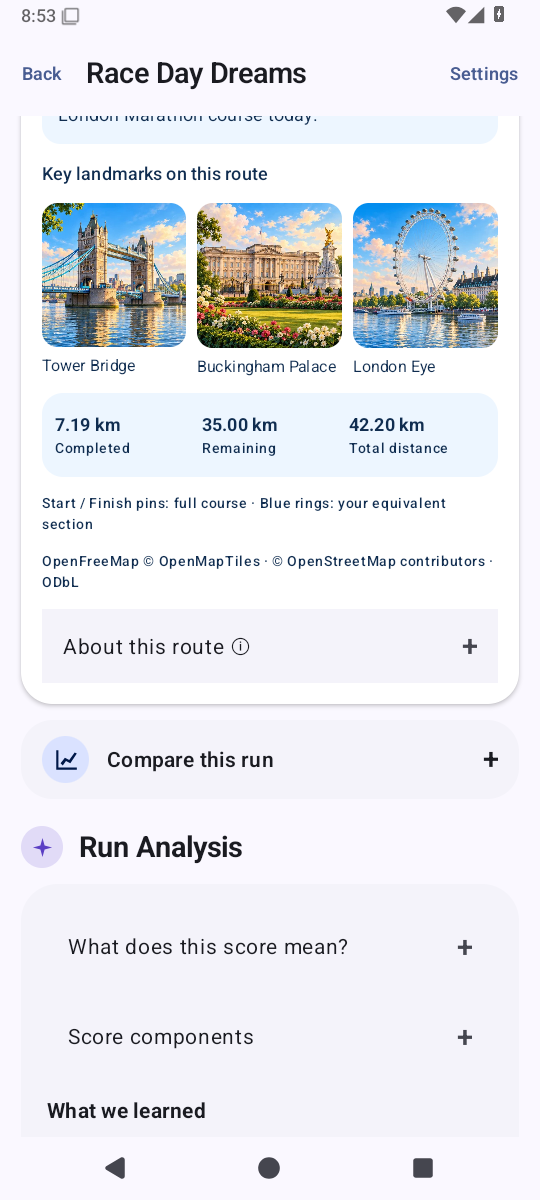 8:53
Back
Race Day Dreams
Settings
London Marathon course today.
Key landmarks on this route
Tower Bridge
Buckingham Palace
London Eye
7.19 km
35.00 km
42.20 km
Completed
Remaining
Total distance
Start / Finish pins: full course · Blue rings: your equivalent
section
OpenFreeMap © OpenMapTiles · © OpenStreetMap contributors ·
ODbL
About this route
Compare this run
Run Analysis
What does this score mean?
Score components
What we learned